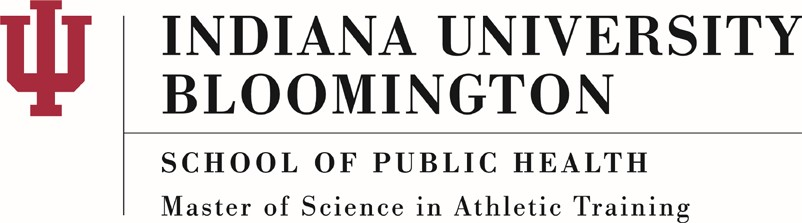 INDIANA UNIVERSITY
BLOOMINGTON
SCHOOL OF PUBLIC HEALTH
Master of Science in Athletic Training